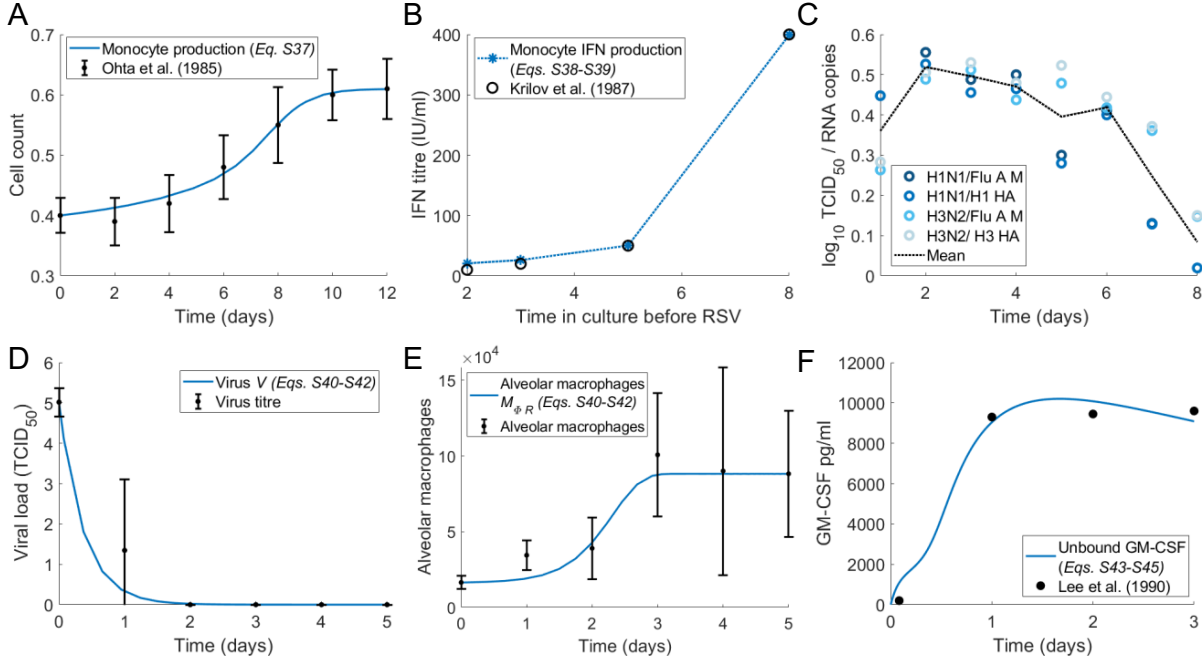 A
Monocyte production (Eq. S37)
Ohta et al. (1985)
Cell count
0.7
0.6
0.5
0.4
0.3
0 2 4 6 8 10 12
Time (days)
B
Monocyte IFN production
(Eqs. S38-S39)
Krilov et al. (1987)
IFN titre (IU/ml)
400
300
200
100
0
2 4 6 8
Time in culture before RSV
C
log10 TCID50 / RNA copies
0.6
0.5
0.4
0.3
0.2
0.1
0
H1N1/Flu A M
H1N1/H1 HA
H3N2/Flu A M
H3N2/ H3 HA
Mean
2 4 6 8
Time (days)
D
Virus V (Eqs. S40-S42)
Virus titre
Viral load (TCID50)
6
5
4
3
2
1
0
0 1 2 3 4 5
Time (days)
E
×10^4
Alveolar macrophages
MΦ R (Eqs. S40-S42)
Alveolar macrophages
Alveolar macrophages
15
10
5
0
0 1 2 3 4 5
Time (days)
F
GM-CSF pg/ml
12000
10000
8000
6000
4000
2000
0
Unbound GM-CSF
(Eqs. S43-S45)
Lee et al. (1990)
0 1 2 3
Time (days)